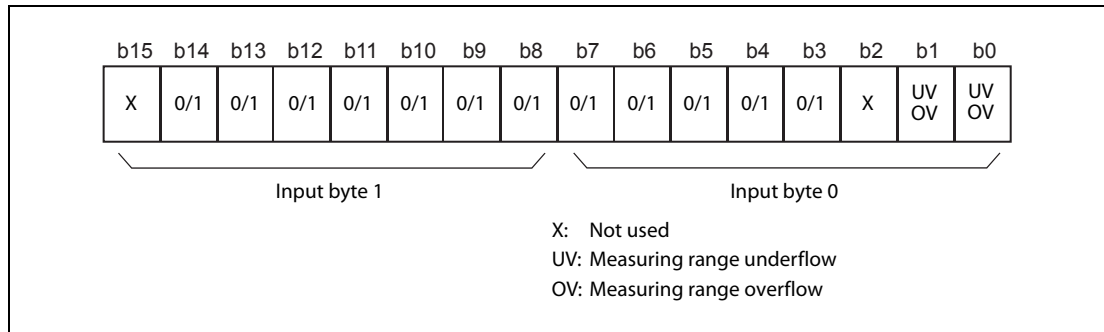 b15 b14 b13 b12 b11 b10 b9 b8 b7 b6 b5 b4 b3 b2 b1 b0
X 0/1 0/1 0/1 0/1 0/1 0/1 0/1 0/1 0/1 0/1 0/1 0/1 X UV OV UV OV
Input byte 1 Input byte 0
X: Not used
UV: Measuring range underflow
OV: Measuring range overflow